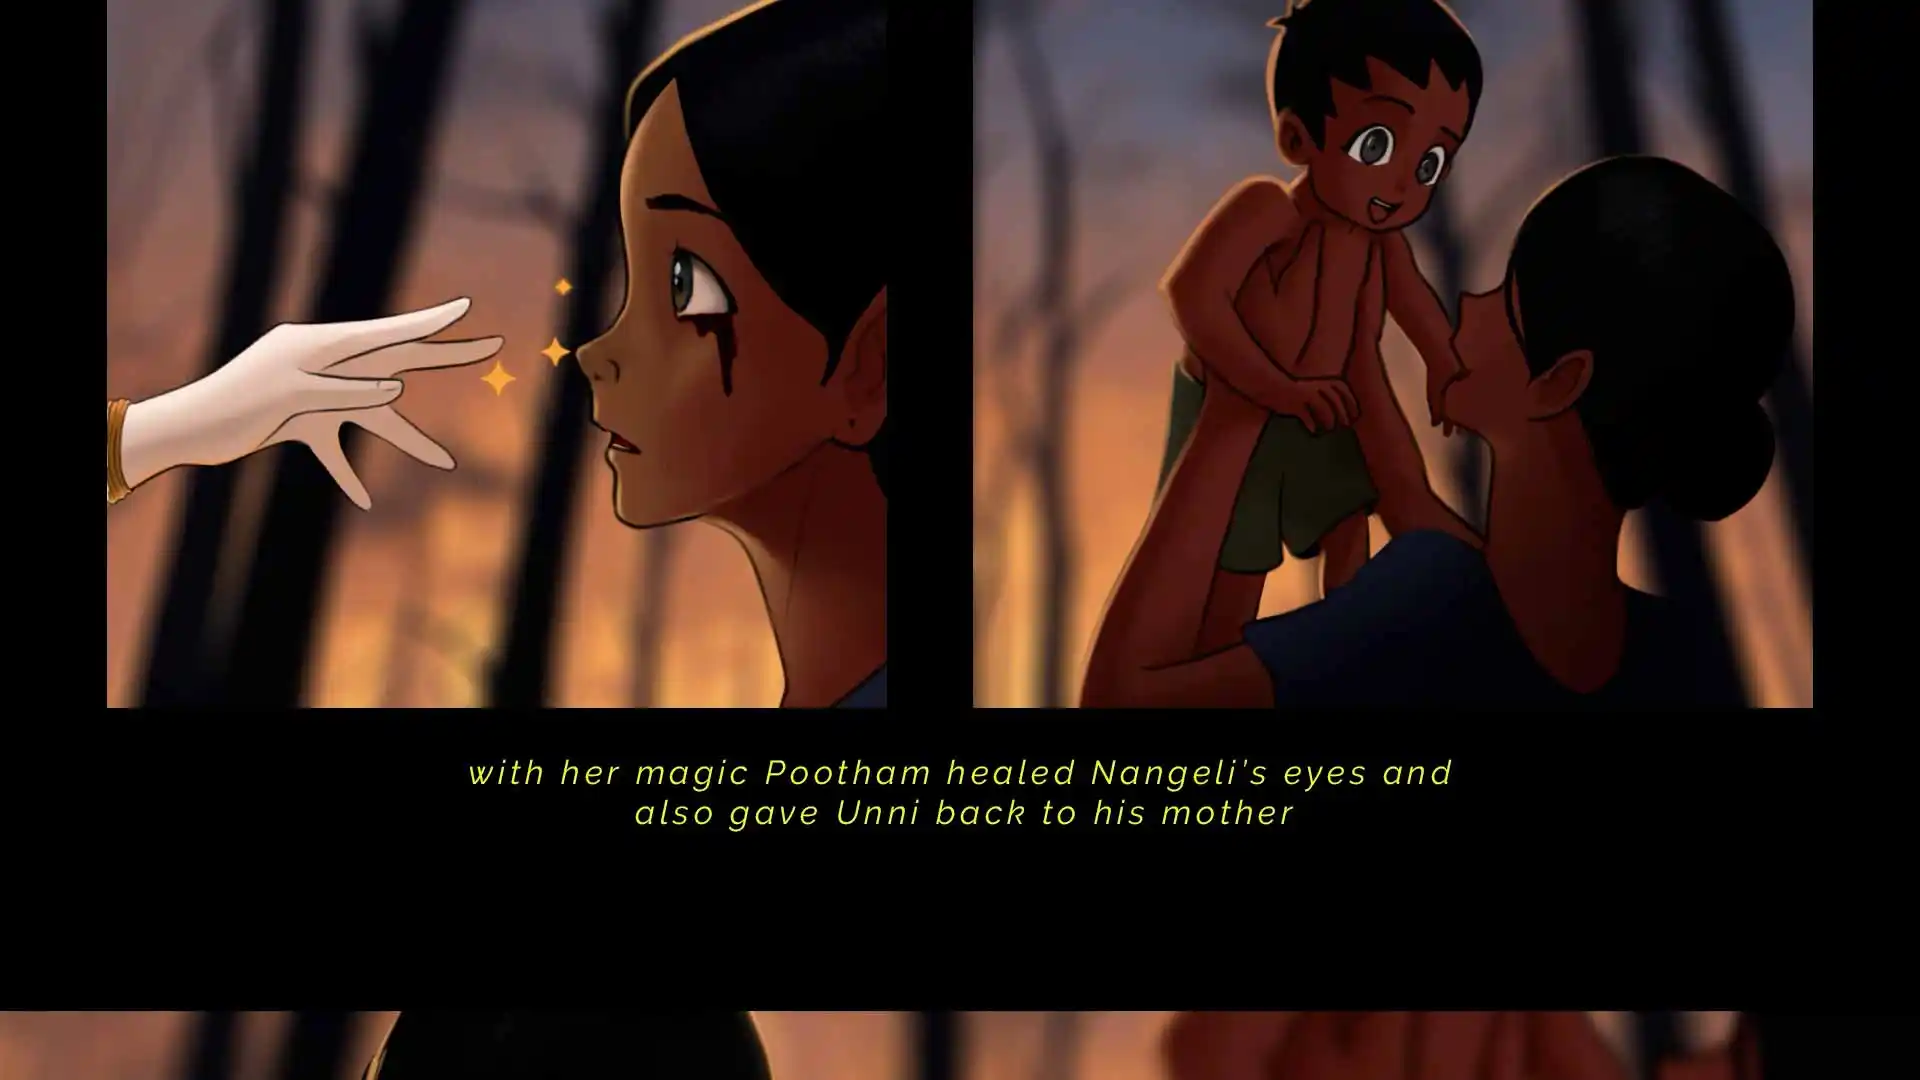 with her magic Pootham healed Nangeli's eyes and
also gave Unni back to his mother